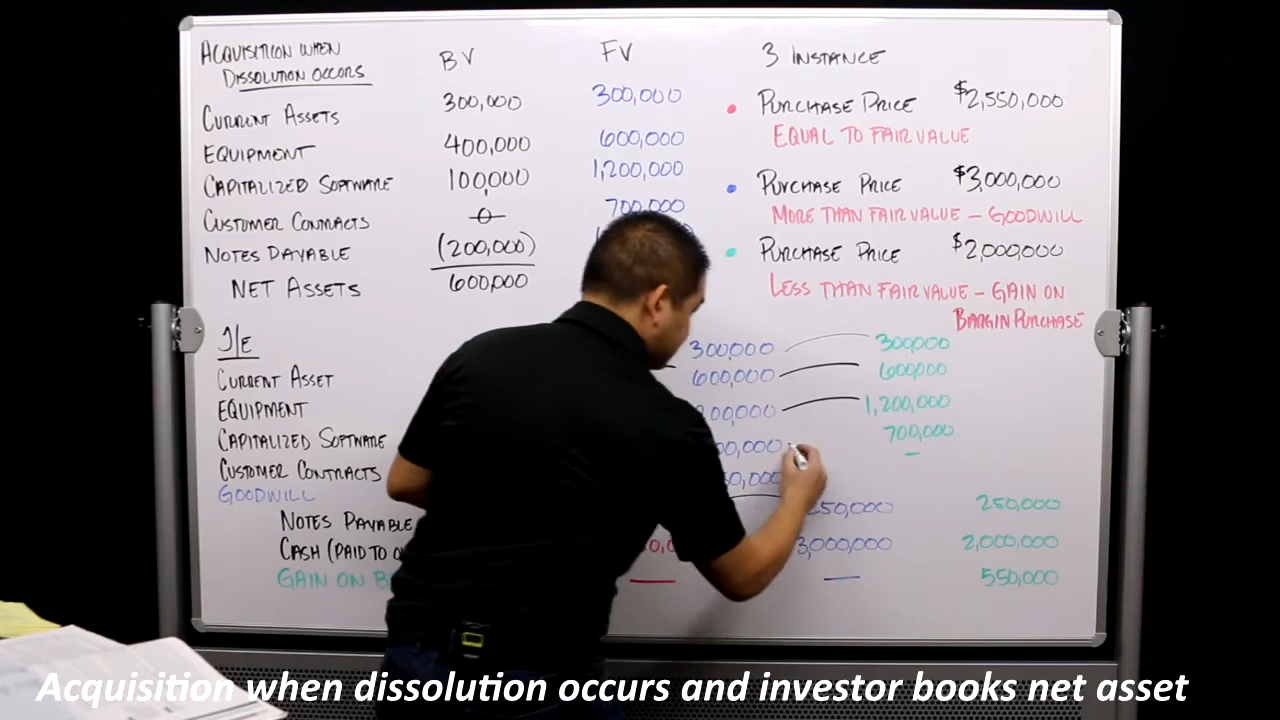 ACQUISITION WHEN
DISSOLUTION OCCURS
BV FV
CURRENT ASSETS 300,000 300,000
EQUIPMENT 400,000 600,000
CAPITALIZED SOFTWARE 100,000 1,200,000
CUSTOMER CONTRACTS 0 700,000
NOTES PAYABLE (200,000)
NET ASSETS 600,000
3 INSTANCE
• PURCHASE PRICE $2,550,000
EQUAL TO FAIR VALUE
• PURCHASE PRICE $3,000,000
MORE THAN FAIR VALUE – GOODWILL
• PURCHASE PRICE $2,000,000
LESS THAN FAIR VALUE – GAIN ON
BARGIN PURCHASE
J/E
CURRENT ASSET 300,000 300,000
EQUIPMENT 600,000 600,000
CAPITALIZED SOFTWARE 1,200,000
CUSTOMER CONTRACTS 700,000
GOODWILL
NOTES PAYABLE 250,000 250,000
CASH (PAID TO 3,000,000 2,000,000
GAIN ON 550,000
Acquisition when dissolution occurs and investor books net asset